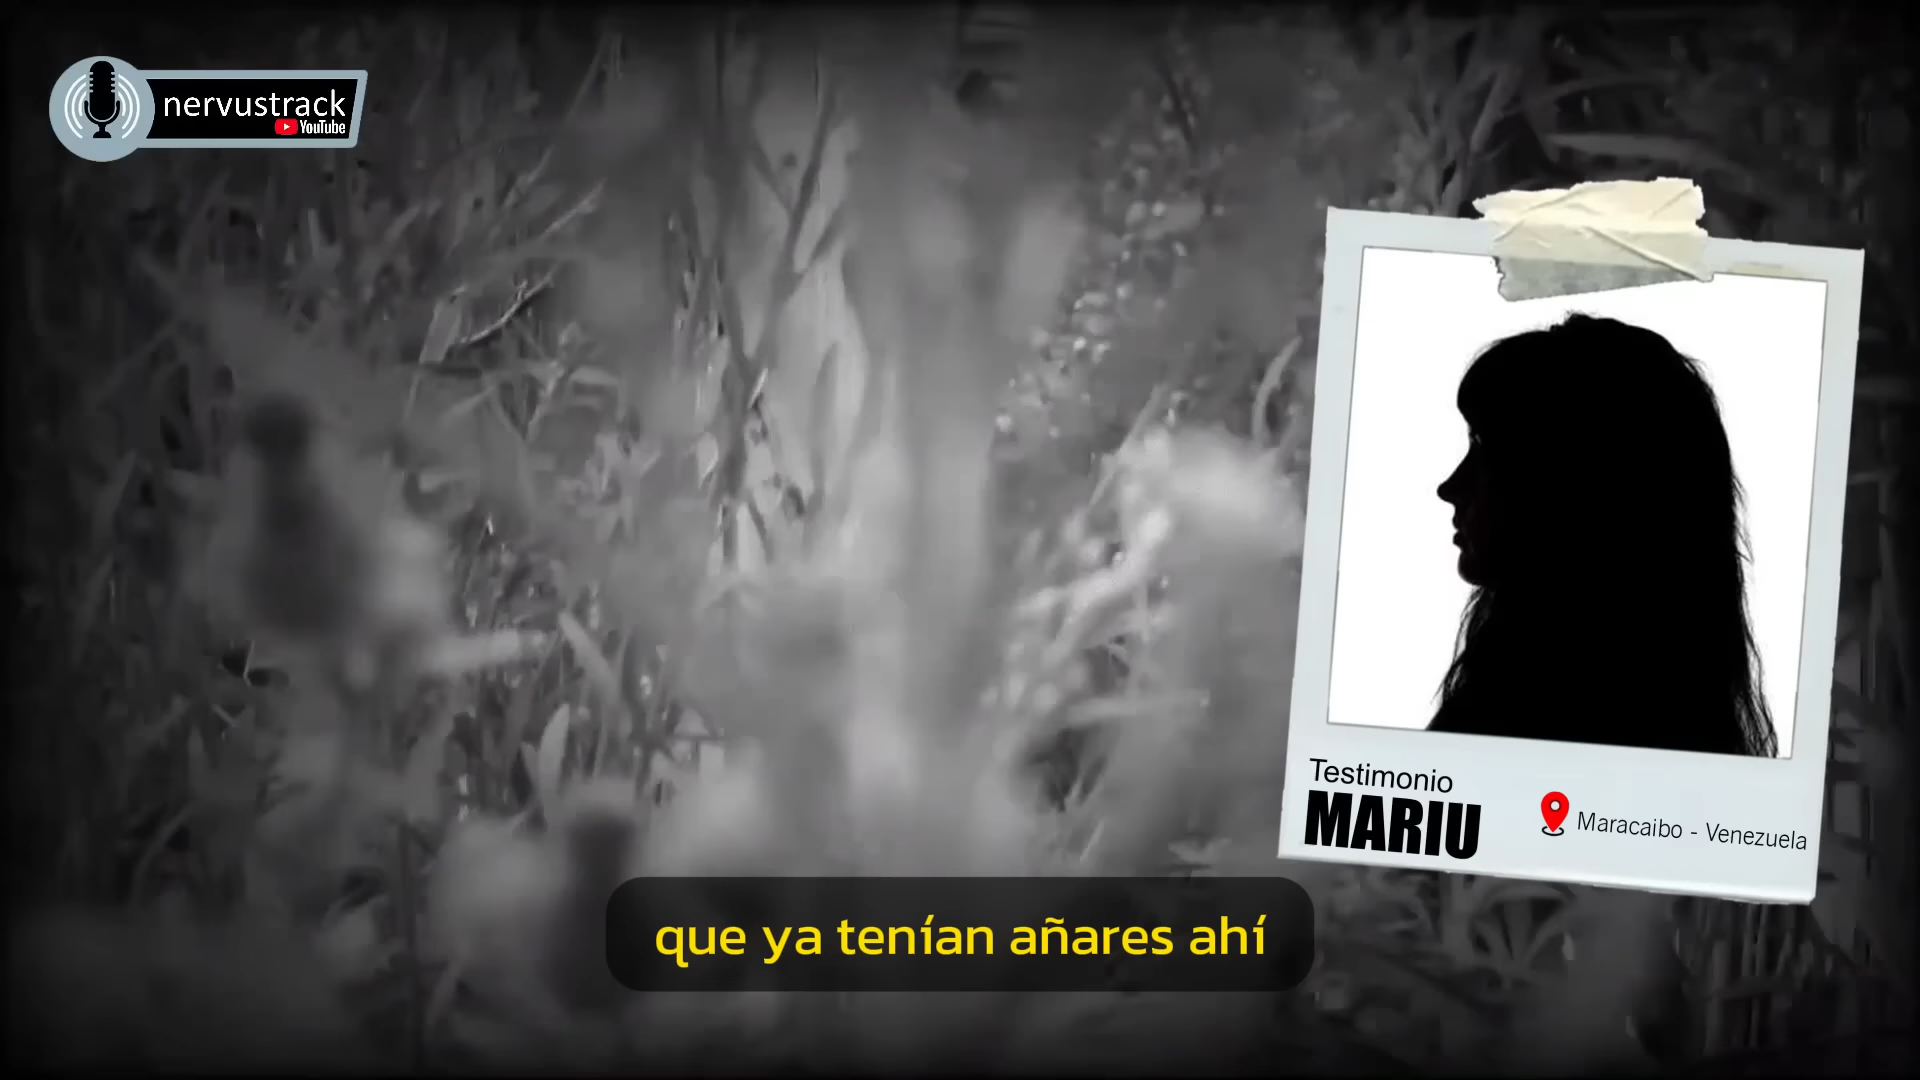 nervustrack
YouTube
Testimonio
MARIU
Maracaibo - Venezuela
que ya tenían añares ahí